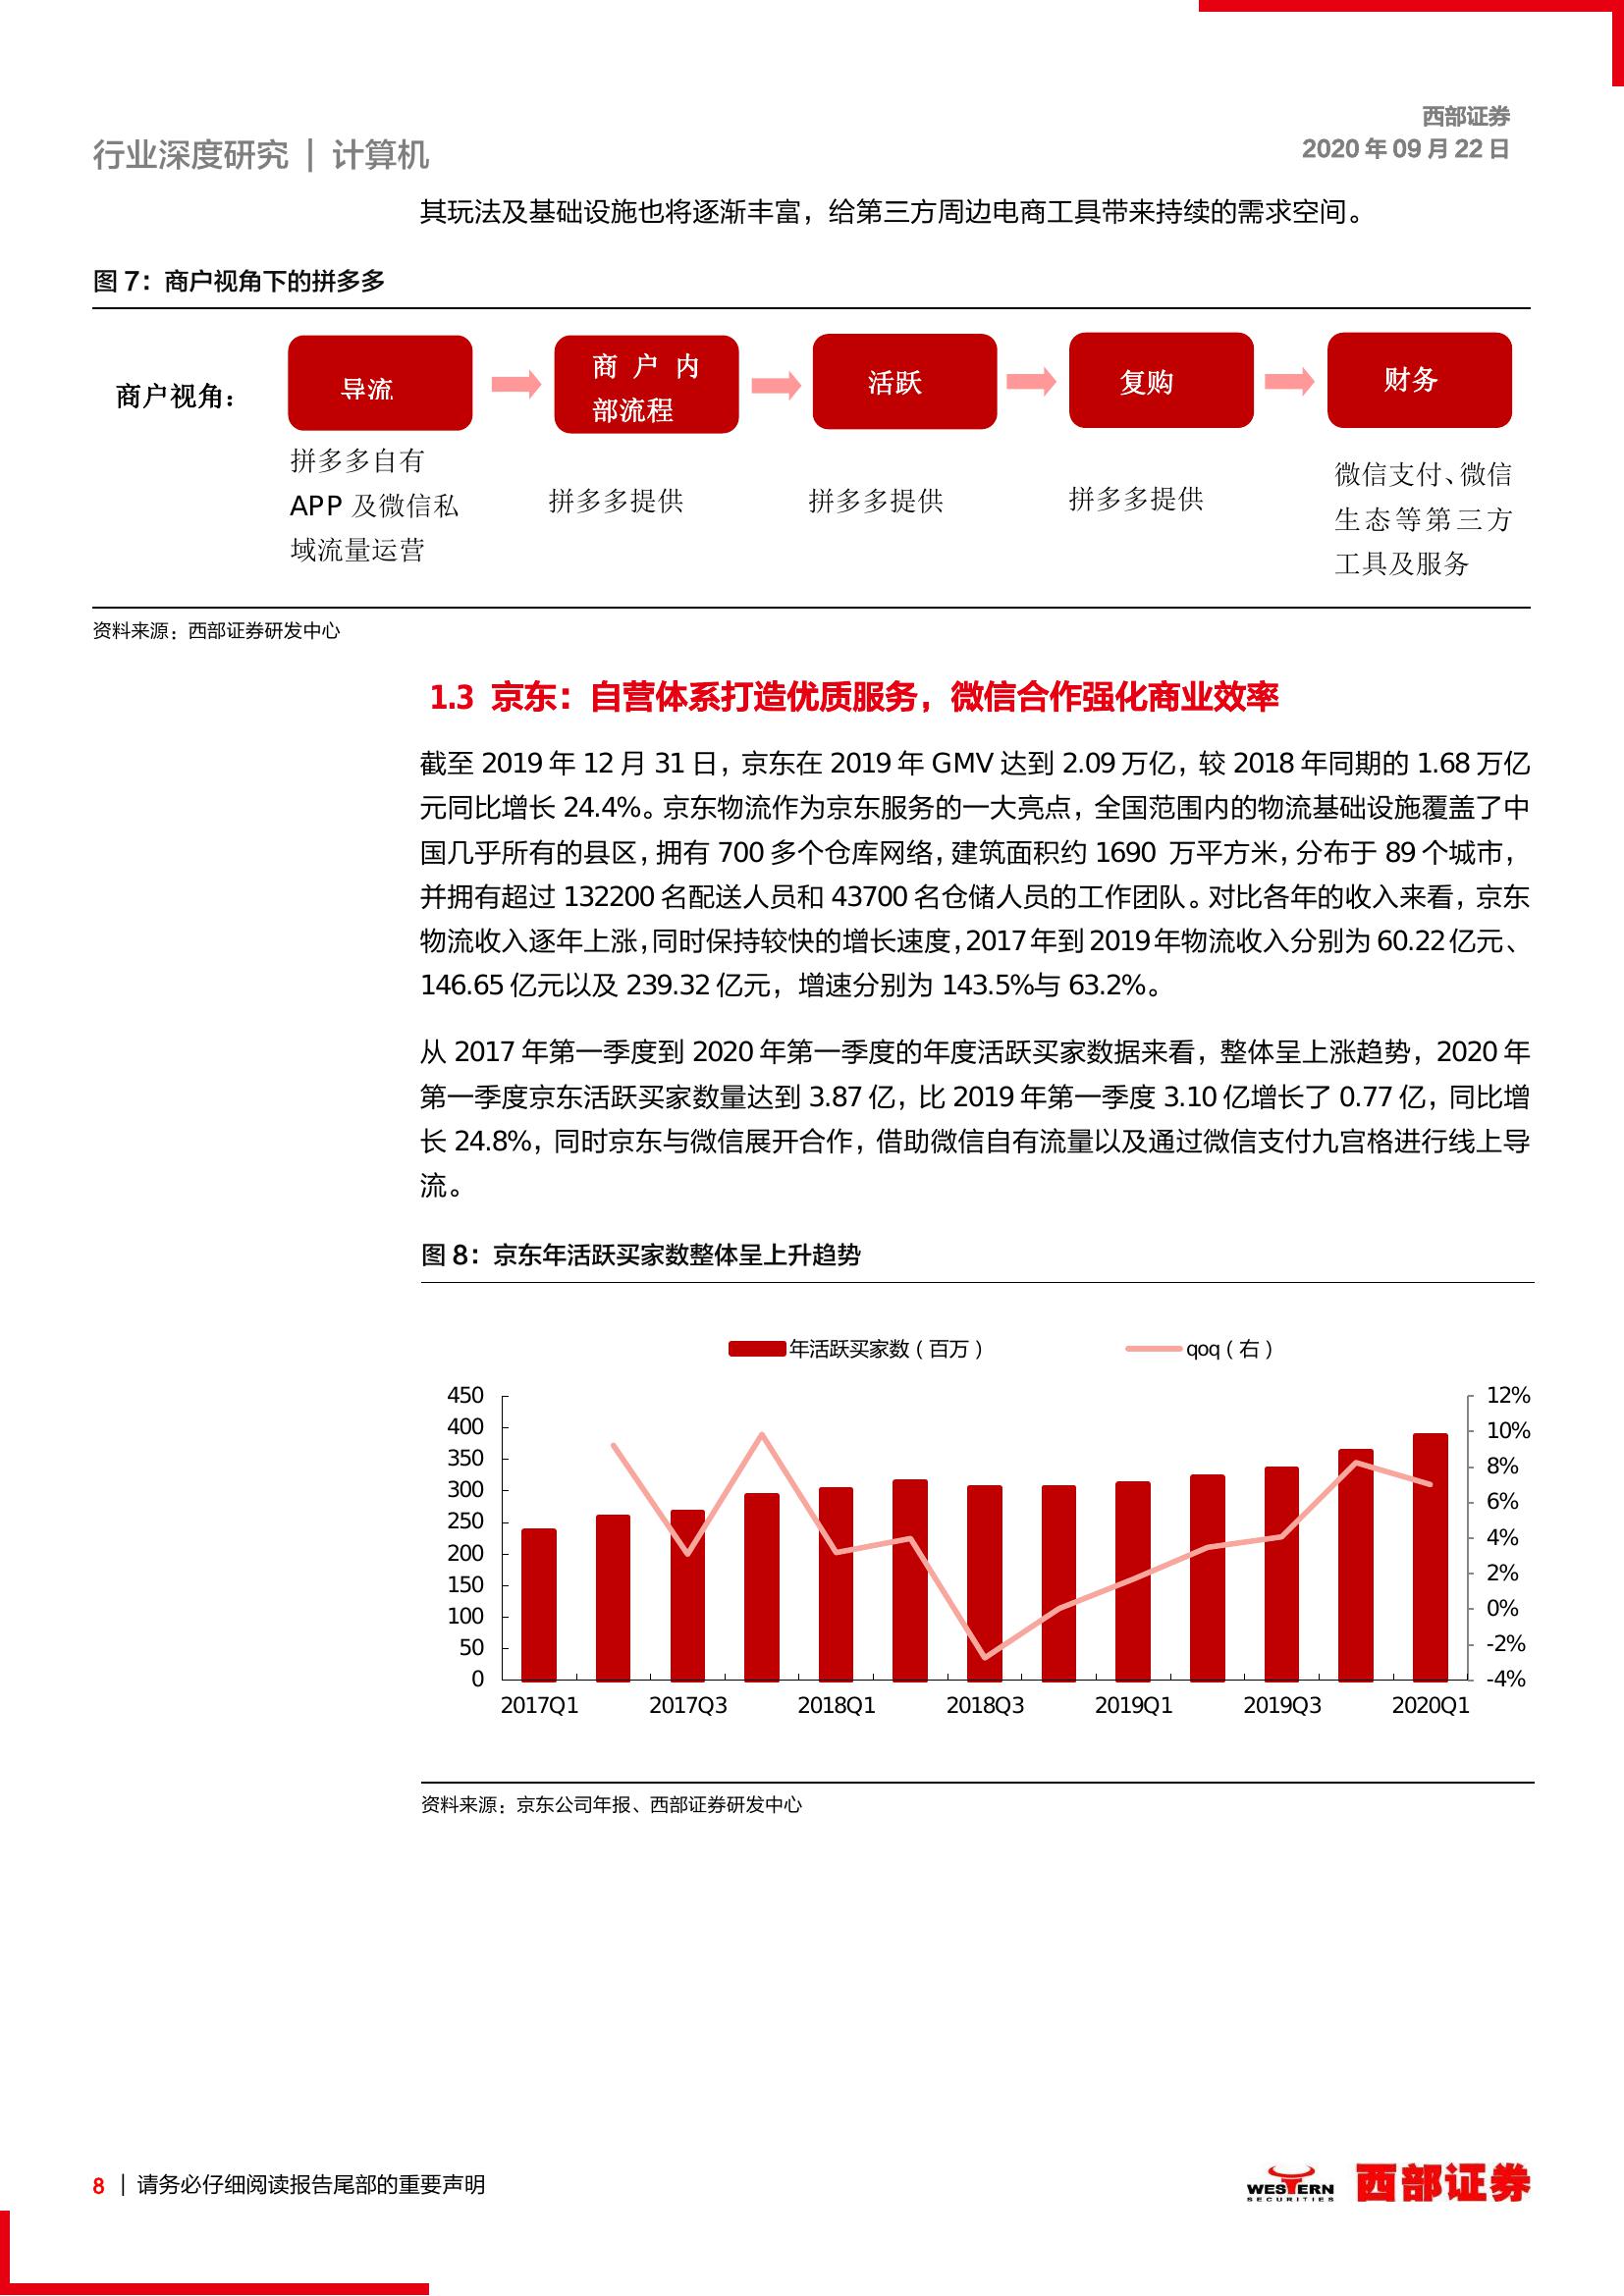 西部证券
行业深度研究 | 计算机
2020 年 09 月 22 日
其玩法及基础设施也将逐渐丰富，给第三方周边电商工具带来持续的需求空间。
图 7：商户视角下的拼多多
商户视角：
导流
商户内
部流程
活跃
复购
财务
拼多多自有
APP 及微信私
域流量运营
拼多多提供
拼多多提供
拼多多提供
微信支付、微信
生态等第三方
工具及服务
资料来源：西部证券研发中心
1.3 京东：自营体系打造优质服务，微信合作强化商业效率
截至 2019 年 12 月 31 日，京东在 2019 年 GMV 达到 2.09 万亿，较 2018 年同期的 1.68 万亿
元同比增长 24.4%。京东物流作为京东服务的一大亮点，全国范围内的物流基础设施覆盖了中
国几乎所有的县区，拥有 700 多个仓库网络，建筑面积约 1690 万平方米，分布于 89 个城市，
并拥有超过 132200 名配送人员和 43700 名仓储人员的工作团队。对比各年的收入来看，京东
物流收入逐年上涨，同时保持较快的增长速度，2017 年到 2019 年物流收入分别为 60.22 亿元、
146.65 亿元以及 239.32 亿元，增速分别为 143.5%与 63.2%。
从 2017 年第一季度到 2020 年第一季度的年度活跃买家数据来看，整体呈上涨趋势，2020 年
第一季度京东活跃买家数量达到 3.87 亿，比 2019 年第一季度 3.10 亿增长了 0.77 亿，同比增
长 24.8%，同时京东与微信展开合作，借助微信自有流量以及通过微信支付九宫格进行线上导
流。
图 8：京东年活跃买家数整体呈上升趋势
年活跃买家数（百万）
qoq（右）
450
400
350
300
250
200
150
100
50
0
12%
10%
8%
6%
4%
2%
0%
-2%
-4%
2017Q1
2017Q3
2018Q1
2018Q3
2019Q1
2019Q3
2020Q1
资料来源：京东公司年报、西部证券研发中心
8 | 请务必仔细阅读报告尾部的重要声明
WESTERN
SECURITIES
西部证券